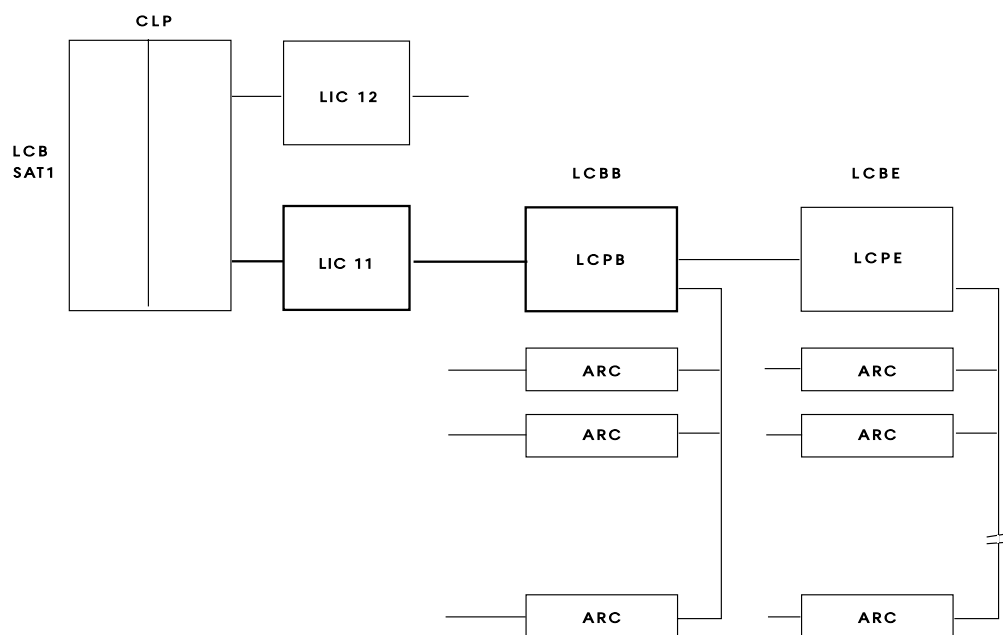 CLP
LIC 12
LCB
SAT1
LCBB
LCBE
LIC 11
LCPB
LCPE
ARC
ARC
ARC
ARC
ARC
ARC